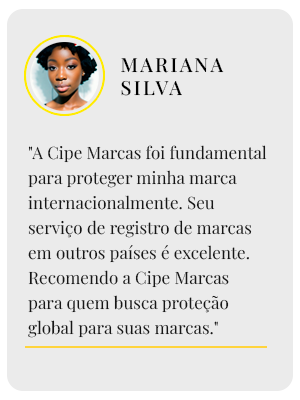 MARIANA
SILVA
"A Cipe Marcas foi fundamental
para proteger minha marca
internacionalmente. Seu
serviço de registro de marcas
em outros países é excelente.
Recomendo a Cipe Marcas
para quem busca proteção
global para suas marcas."